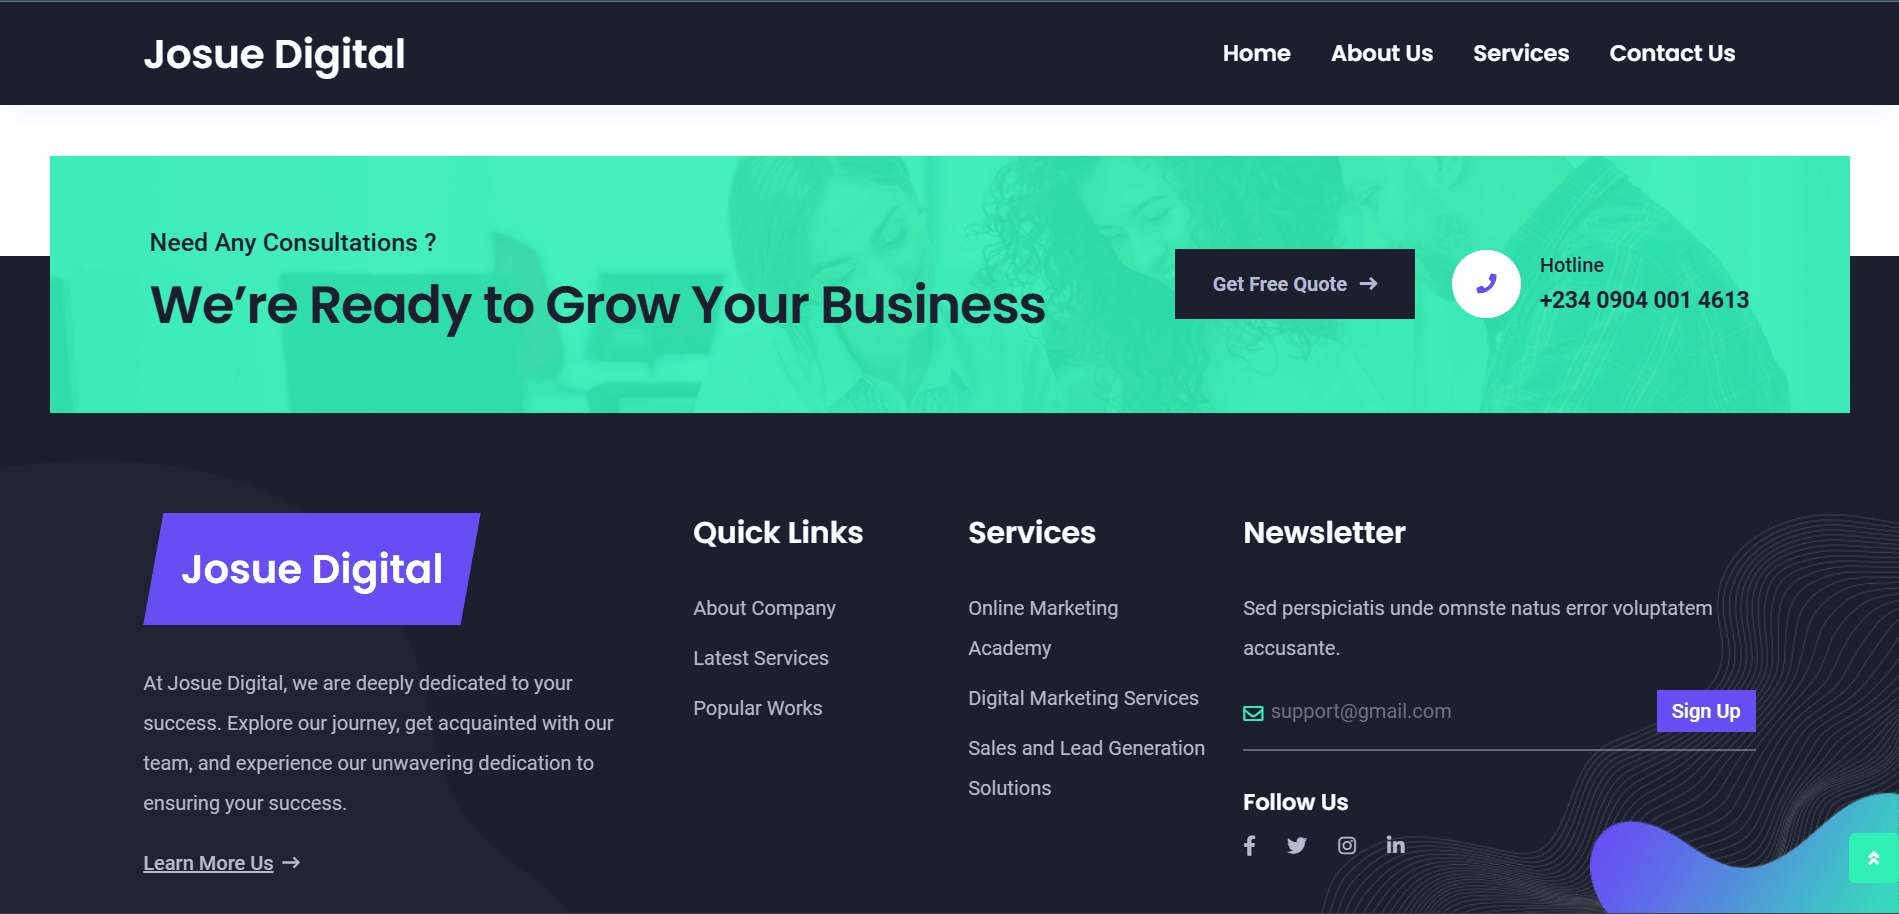 Josue Digital
Home About Us Services Contact Us
Need Any Consultations ?
We’re Ready to Grow Your Business
Get Free Quote →
Hotline
+234 0904 001 4613
Josue Digital
At Josue Digital, we are deeply dedicated to your
success. Explore our journey, get acquainted with our
team, and experience our unwavering dedication to
ensuring your success.
Learn More Us →
Quick Links
About Company
Latest Services
Popular Works
Services
Online Marketing
Academy
Digital Marketing Services
Sales and Lead Generation
Solutions
Newsletter
Sed perspiciatis unde omnste natus error voluptatem
accusante.
support@gmail.com
Sign Up
Follow Us